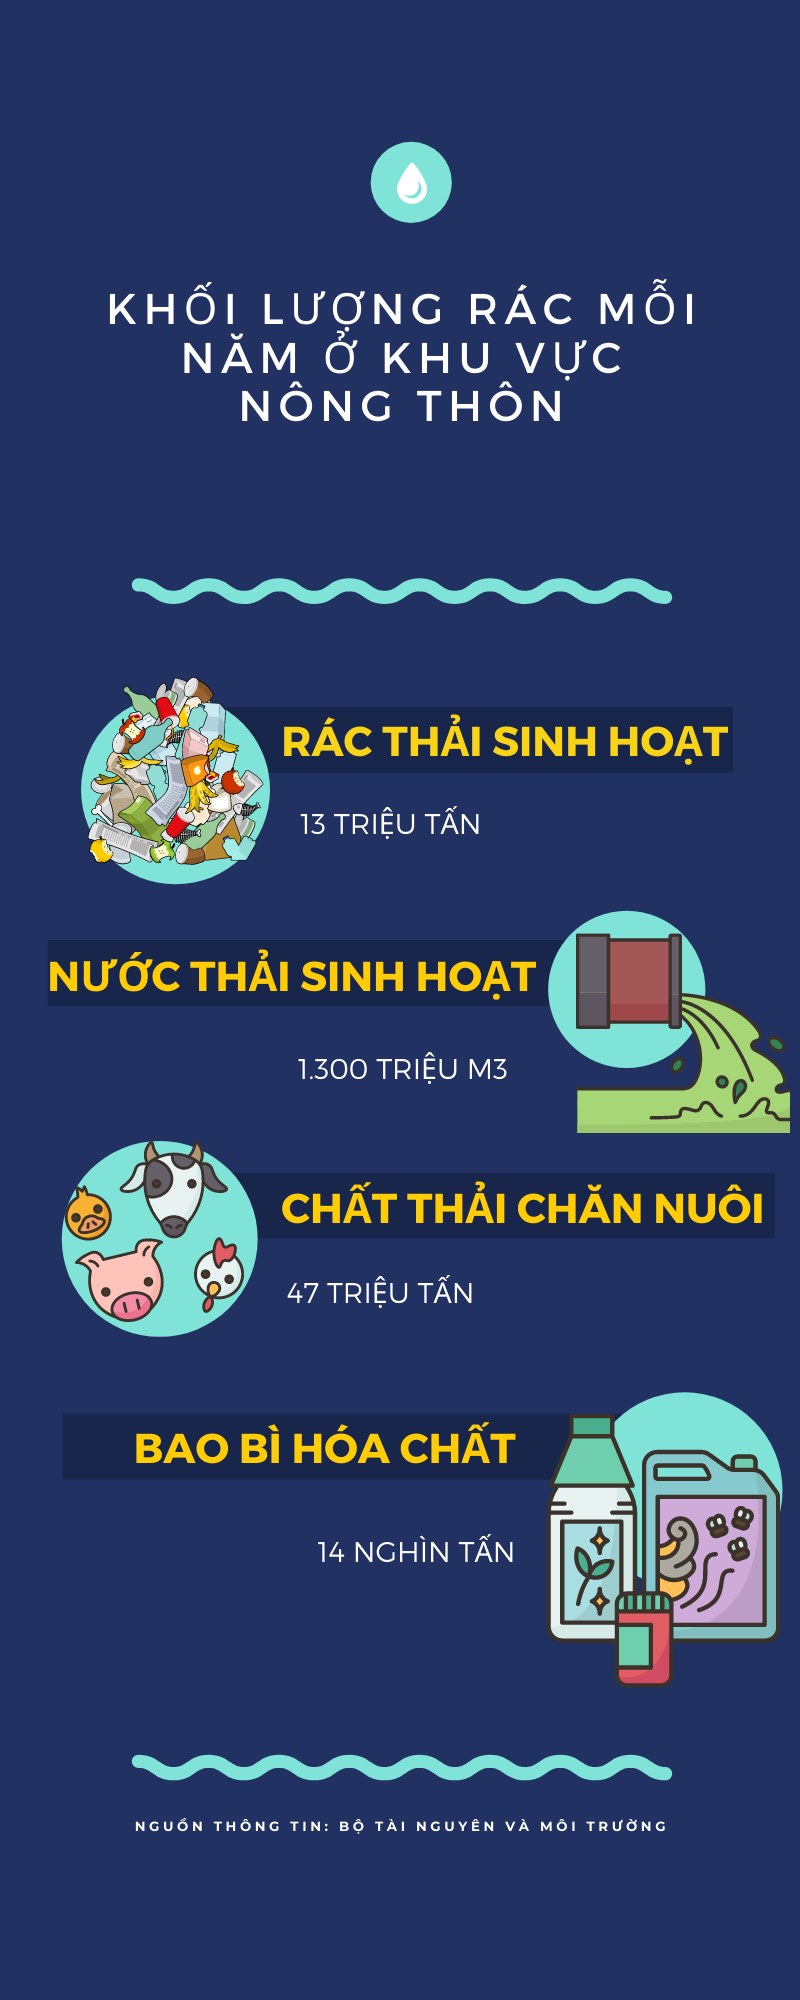 KHỐI LƯỢNG RÁC MỖI
NĂM Ở KHU VỰC
NÔNG THÔN
RÁC THẢI SINH HOẠT
13 TRIỆU TẤN
NƯỚC THẢI SINH HOẠT
1.300 TRIỆU M3
CHẤT THẢI CHĂN NUÔI
47 TRIỆU TẤN
BAO BÌ HÓA CHẤT
14 NGHÌN TẤN
NGUỒN THÔNG TIN: BỘ TÀI NGUYÊN VÀ MÔI TRƯỜNG